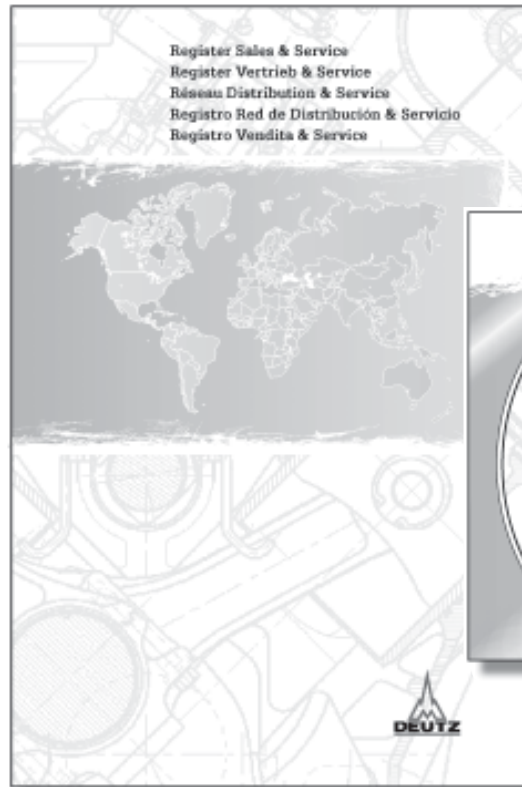 Register Sales & Service
Register Vertrieb & Service
Réseau Distribution & Service
Registro Red de Distribución & Servicio
Registro Vendita & Service
DEUTZ